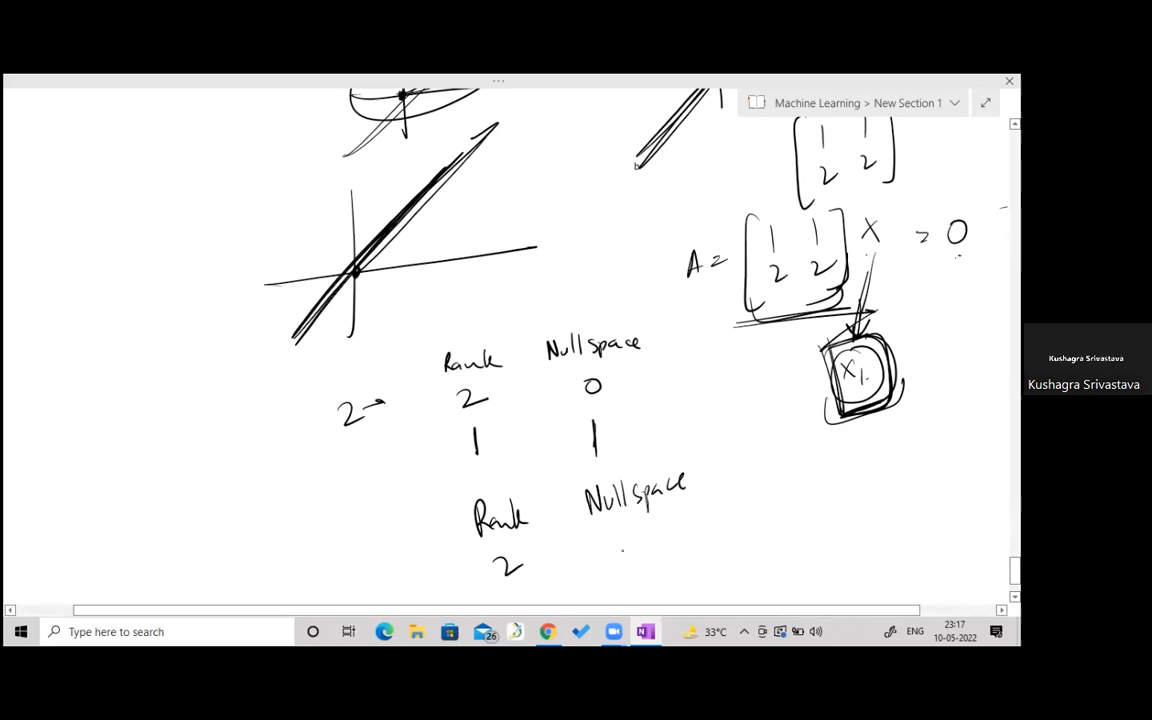 Machine Learning > New Section 1
1 1
2 2
A = [1 1
2 2] X = 0
X1
Rank Nullspace
2 → 2 0
1 1
Rank Nullspace
2
Kushagra Srivastava
Kushagra Srivastava
Type here to search
26
33°C
ENG
23:17
10-05-2022